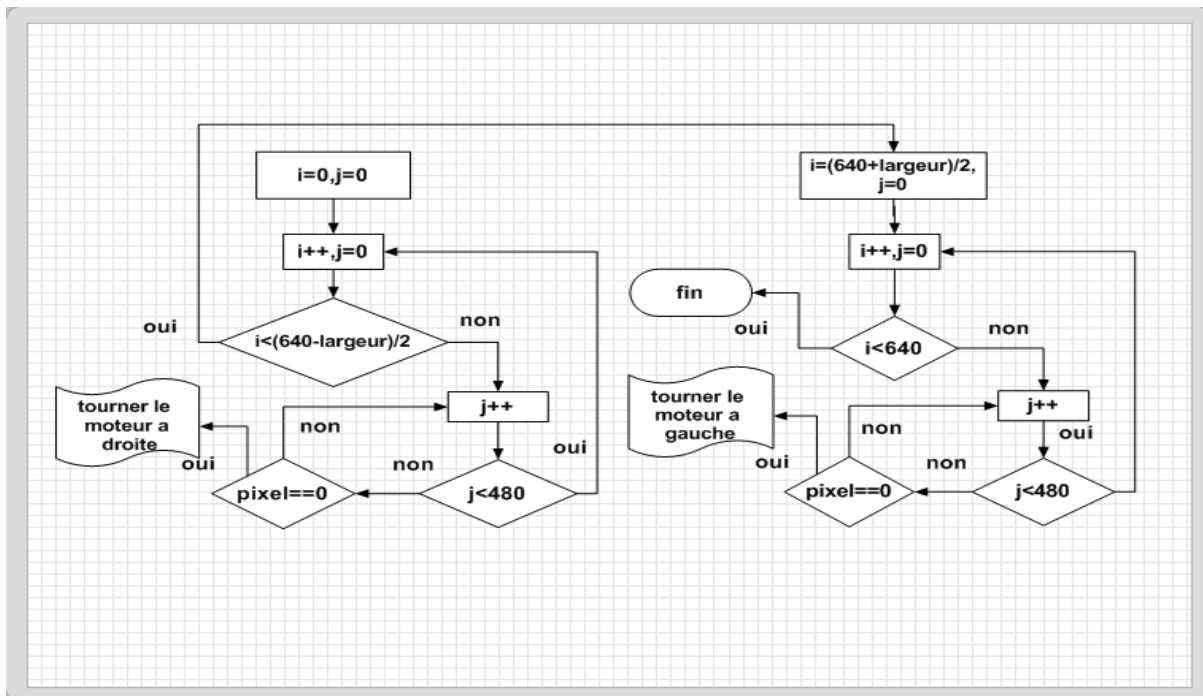 i=0,j=0
i++,j=0
i<(640-largeur)/2
oui
non
j++
tourner le
moteur a
droite
oui
non
non
oui
pixel==0
j<480
i=(640+largeur)/2,
j=0
i++,j=0
fin
oui
non
i<640
j++
tourner le
moteur a
gauche
oui
non
non
oui
pixel==0
j<480